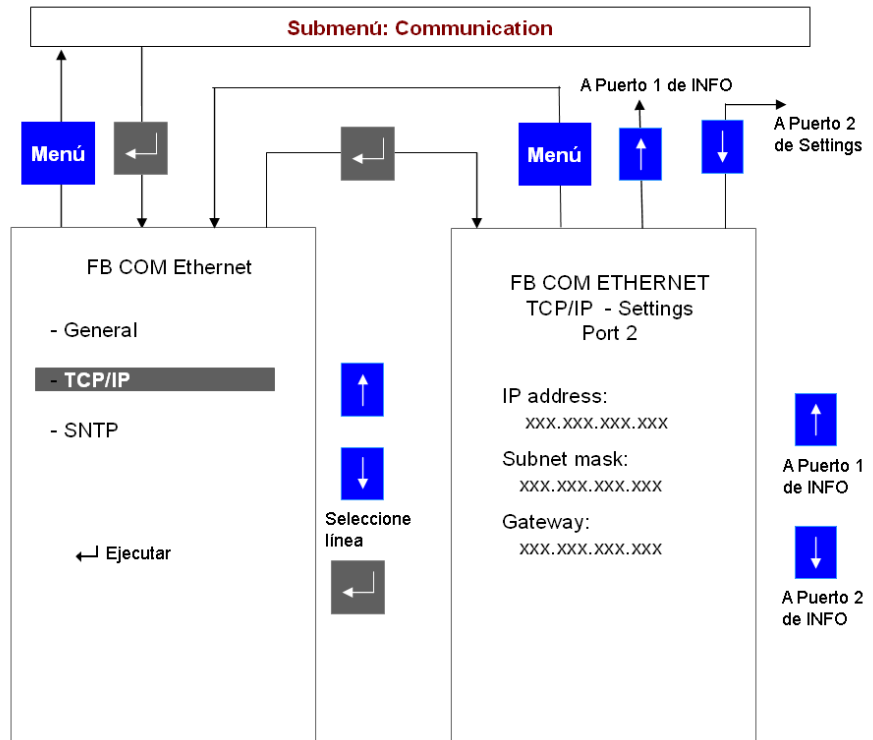 Submenú: Communication
A Puerto 1 de INFO
A Puerto 2
de Settings
Menú
Menú
FB COM Ethernet
- General
- TCP/IP
- SNTP
Ejecutar
Seleccione
línea
FB COM ETHERNET
TCP/IP - Settings
Port 2
IP address:
xxx.xxx.xxx.xxx
Subnet mask:
xxx.xxx.xxx.xxx
Gateway:
xxx.xxx.xxx.xxx
A Puerto 1
de INFO
A Puerto 2
de INFO